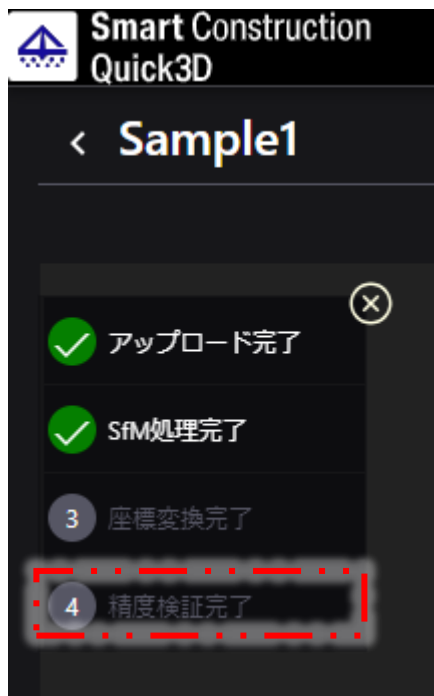 Smart Construction
Quick3D
Sample1
アップロード完了
SfM処理完了
3 座標変換完了
4 精度検証完了